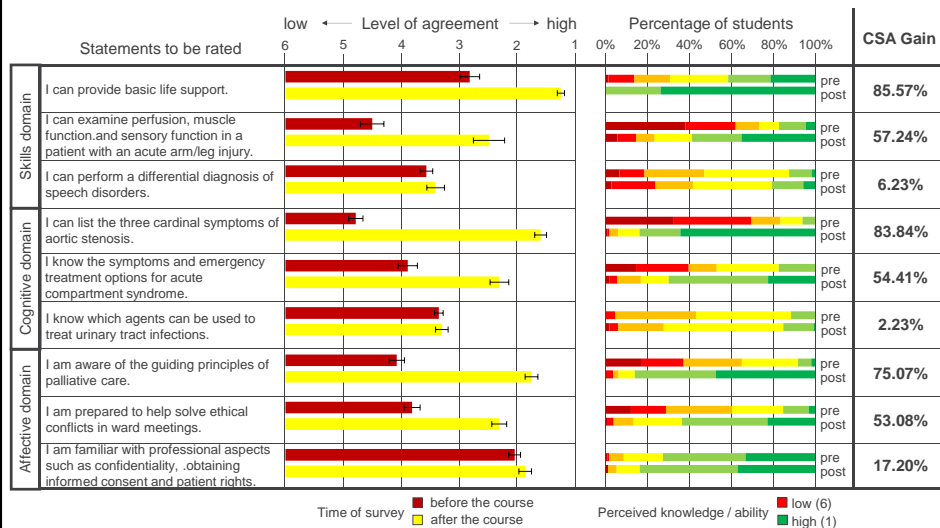 low ← Level of agreement → high
Percentage of students
CSA Gain
Statements to be rated
6 5 4 3 2 1
0% 20% 40% 60% 80% 100%
Skills domain
I can provide basic life support.
pre
post
85.57%
I can examine perfusion, muscle
function.and sensory function in a
patient with an acute arm/leg injury.
pre
post
57.24%
I can perform a differential diagnosis of
speech disorders.
pre
post
6.23%
Cognitive domain
I can list the three cardinal symptoms of
aortic stenosis.
pre
post
83.84%
I know the symptoms and emergency
treatment options for acute
compartment syndrome.
pre
post
54.41%
I know which agents can be used to
treat urinary tract infections.
pre
post
2.23%
Affective domain
I am aware of the guiding principles of
palliative care.
pre
post
75.07%
I am prepared to help solve ethical
conflicts in ward meetings.
pre
post
53.08%
I am familiar with professional aspects
such as confidentiality, .obtaining
informed consent and patient rights.
pre
post
17.20%
Time of survey
before the course
after the course
Perceived knowledge / ability
low (6)
high (1)